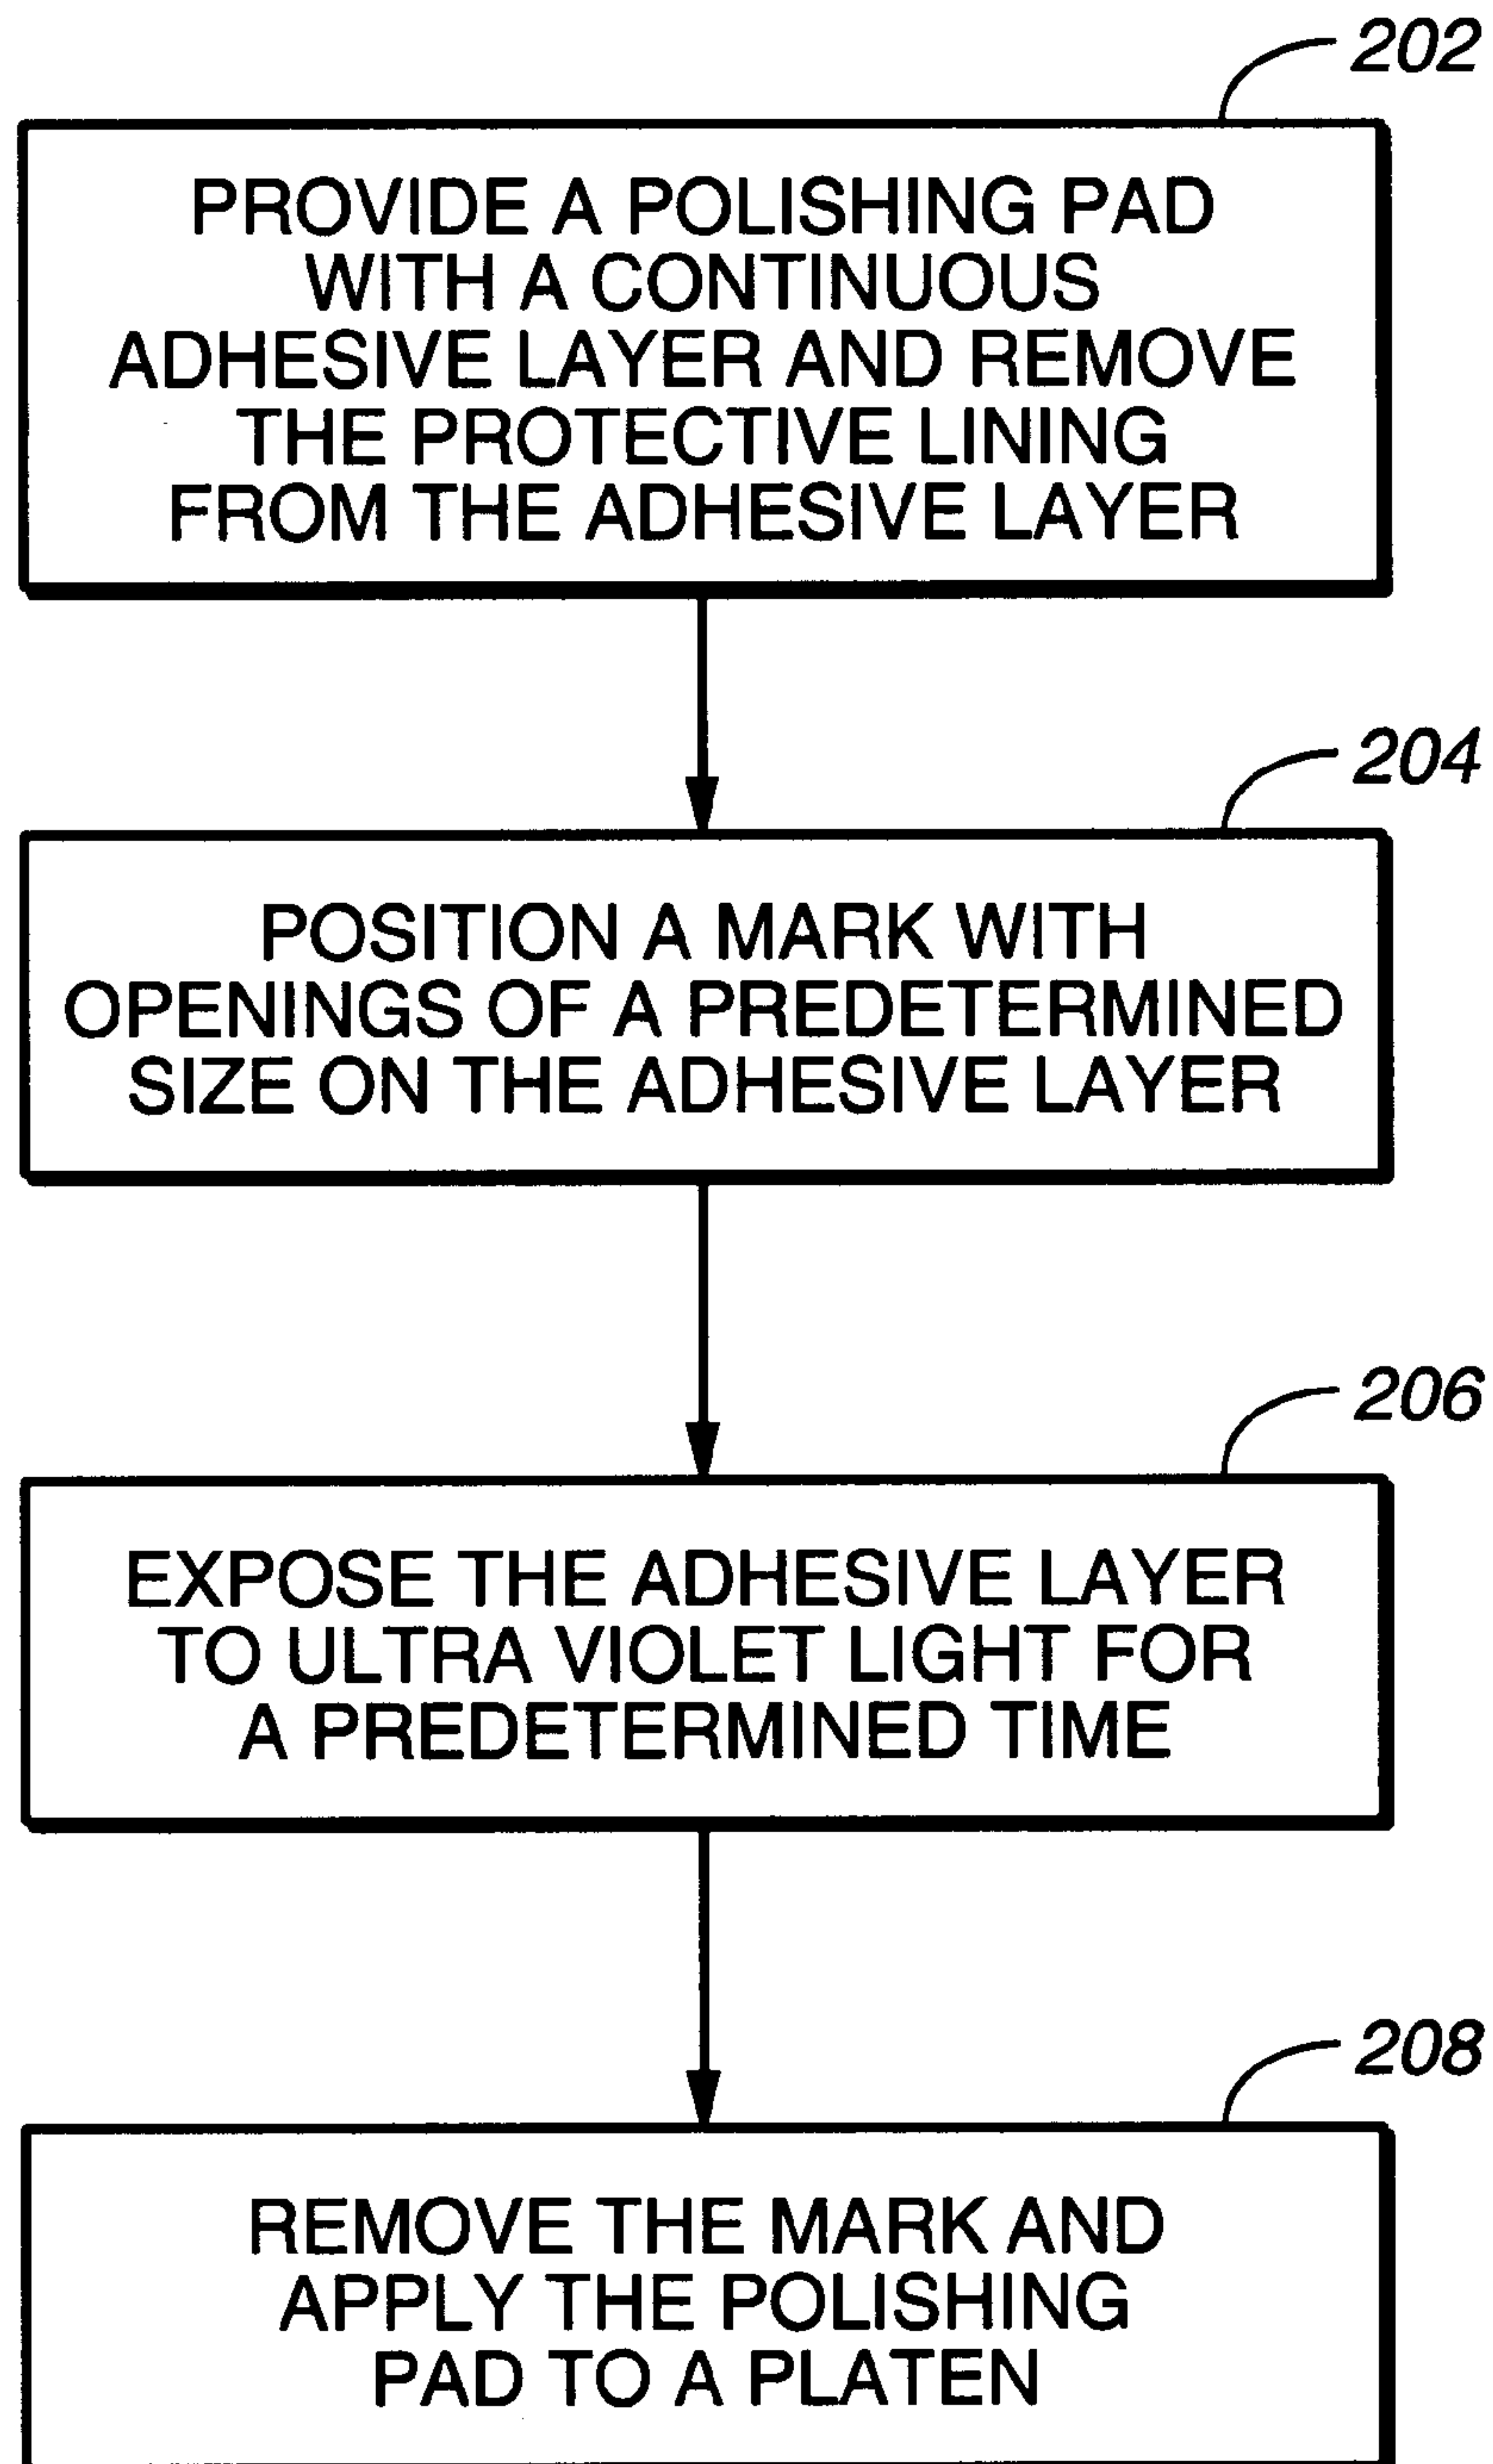 202
PROVIDE A POLISHING PAD
WITH A CONTINUOUS
ADHESIVE LAYER AND REMOVE
THE PROTECTIVE LINING
FROM THE ADHESIVE LAYER
204
POSITION A MARK WITH
OPENINGS OF A PREDETERMINED
SIZE ON THE ADHESIVE LAYER
206
EXPOSE THE ADHESIVE LAYER
TO ULTRA VIOLET LIGHT FOR
A PREDETERMINED TIME
208
REMOVE THE MARK AND
APPLY THE POLISHING
PAD TO A PLATEN